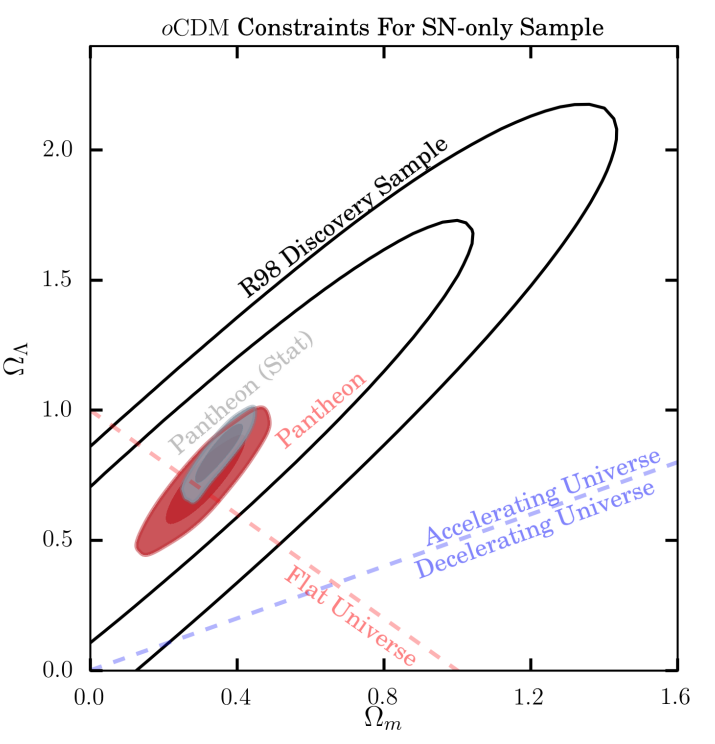 oCDM Constraints For SN-only Sample
2.0
1.5
1.0
0.5
0.0
Ω_Λ
R98 Discovery Sample
Pantheon (Stat)
Pantheon
Accelerating Universe
Decelerating Universe
Flat Universe
0.0 0.4 0.8 1.2 1.6
Ω_m